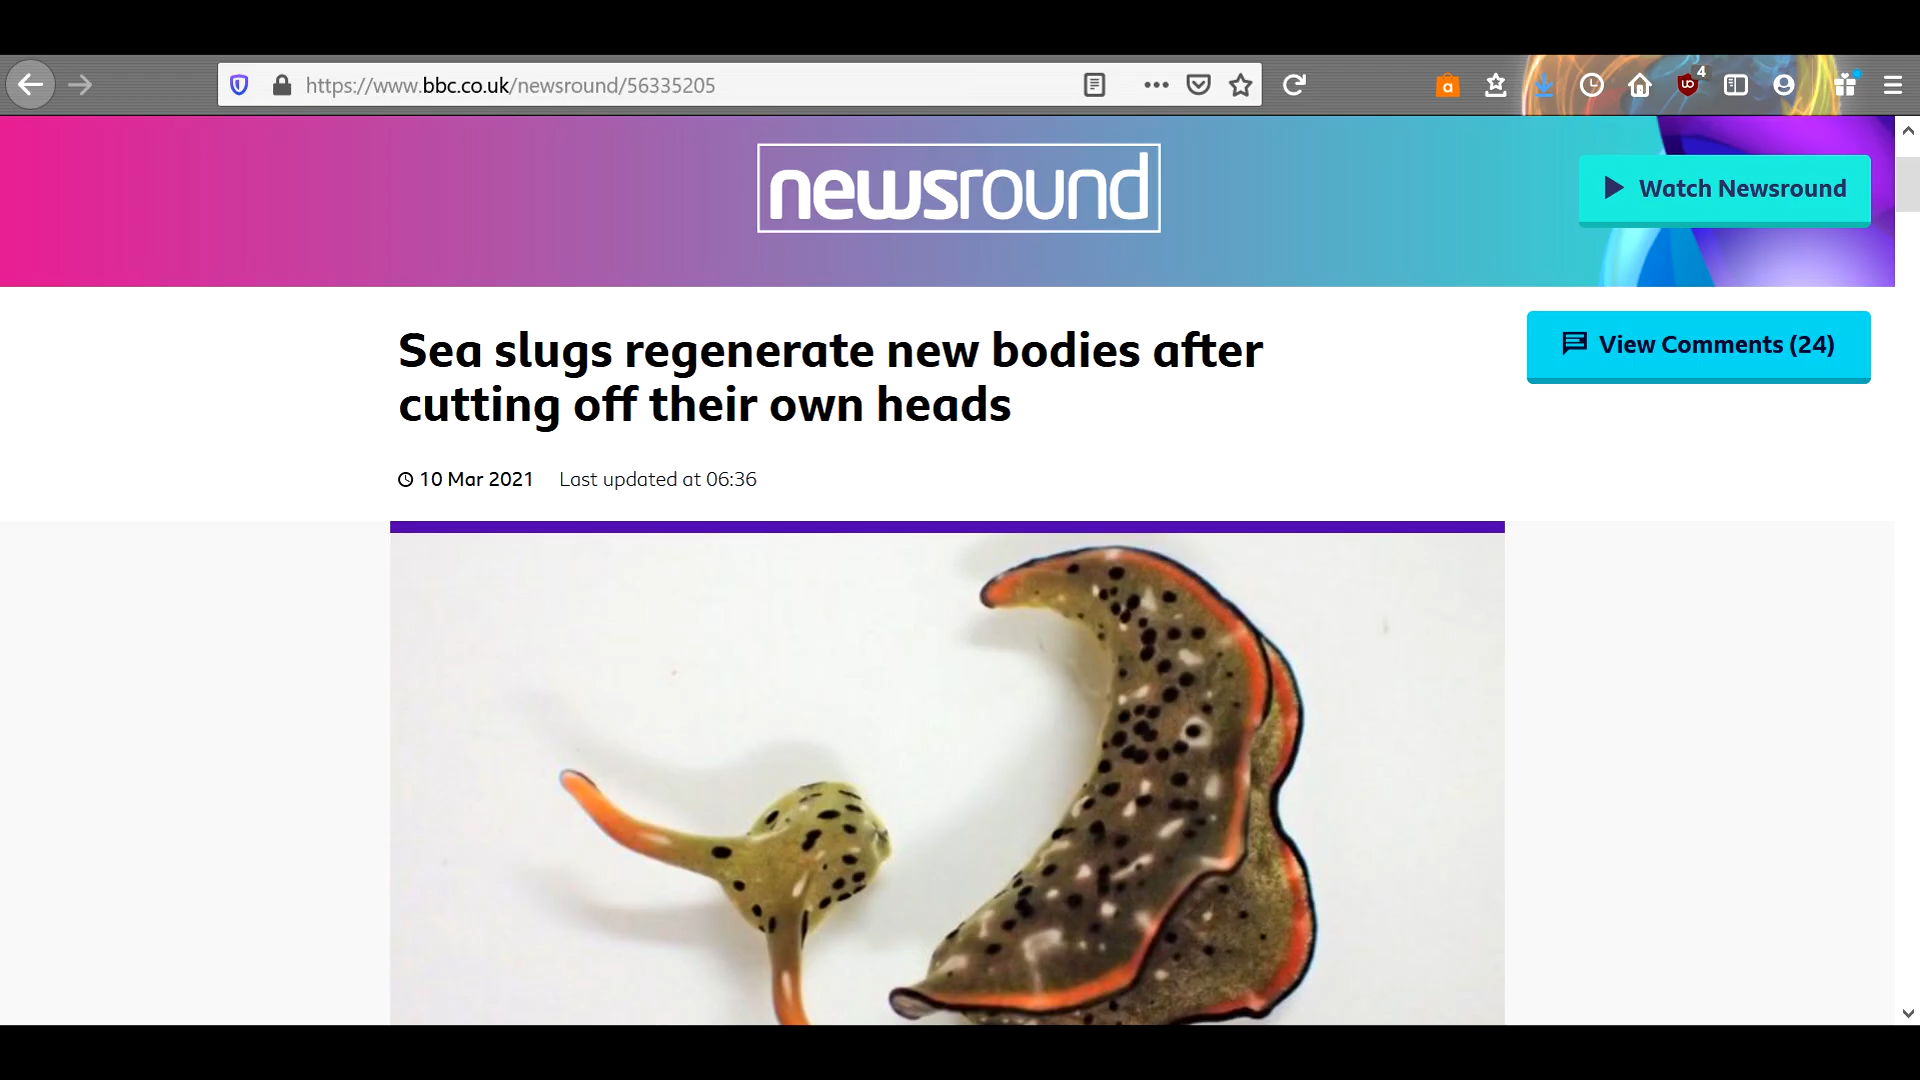 https://www.bbc.co.uk/newsround/56335205
4
newsround
Watch Newsround
Sea slugs regenerate new bodies after
cutting off their own heads
View Comments (24)
10 Mar 2021 Last updated at 06:36